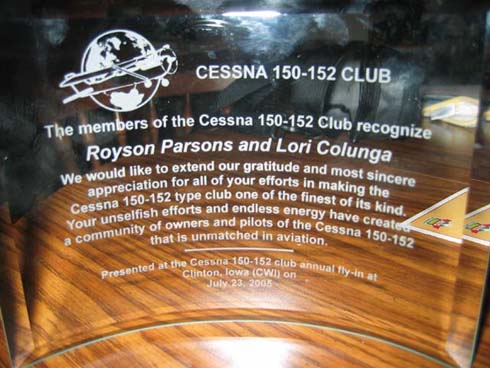 CESSNA 150-152 CLUB
The members of the Cessna 150-152 Club recognize
Royson Parsons and Lori Colunga
We would like to extend our gratitude and most sincere
appreciation for all of your efforts in making the
Cessna 150-152 type club one of the finest of its kind.
Your unselfish efforts and endless energy have created
a community of owners and pilots of the Cessna 150-152
that is unmatched in aviation.
Presented at the Cessna 150-152 club annual fly-in at
Clinton, Iowa (CWI) on
July 23, 2005